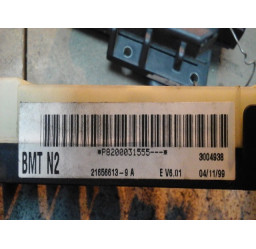 *P8200031555---*
3004938
BMT N2
21656613-9 A
E V6.01
04/11/99